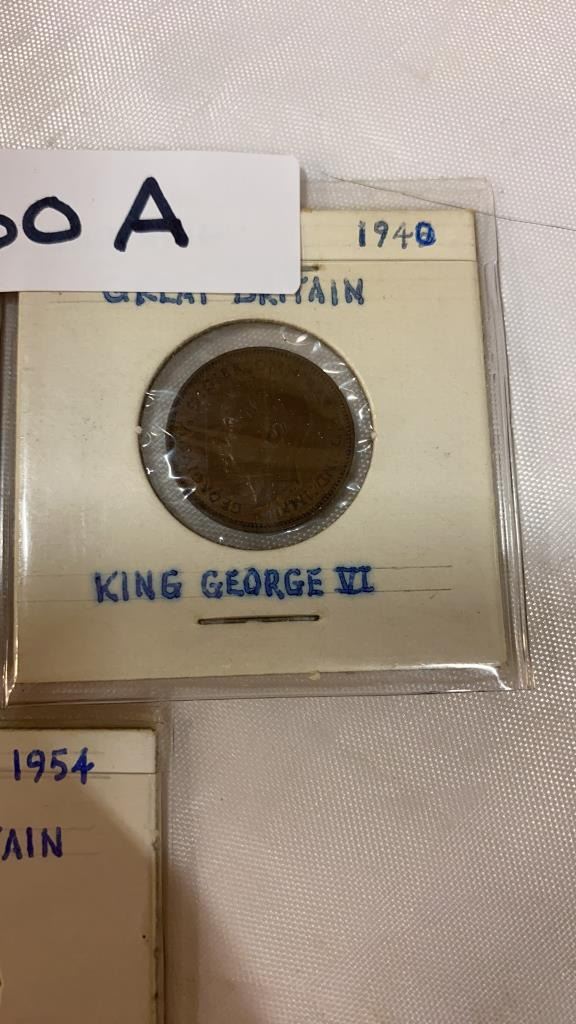 0 A
1940
GREAT BRITAIN
KING GEORGE VI
1954
AIN